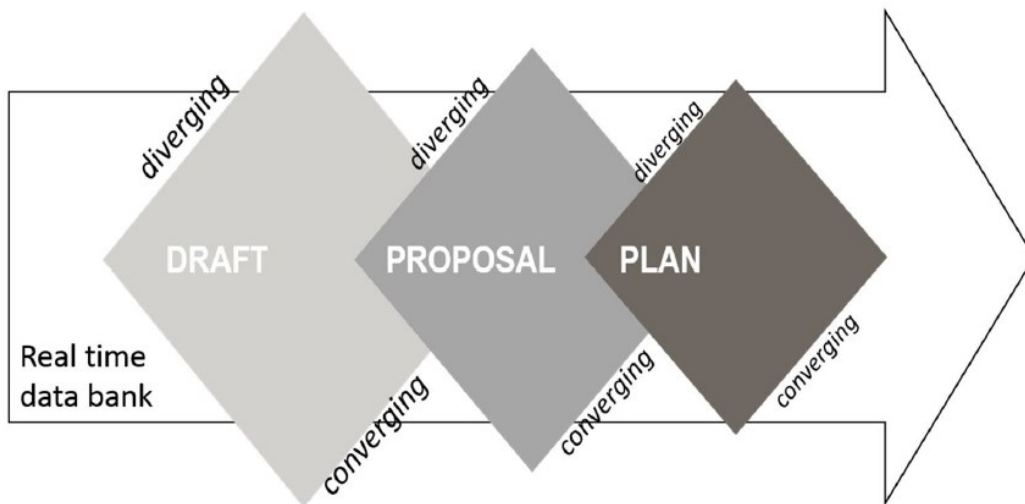 diverging
diverging
diverging
DRAFT
PROPOSAL
PLAN
Real time
data bank
converging
converging
converging